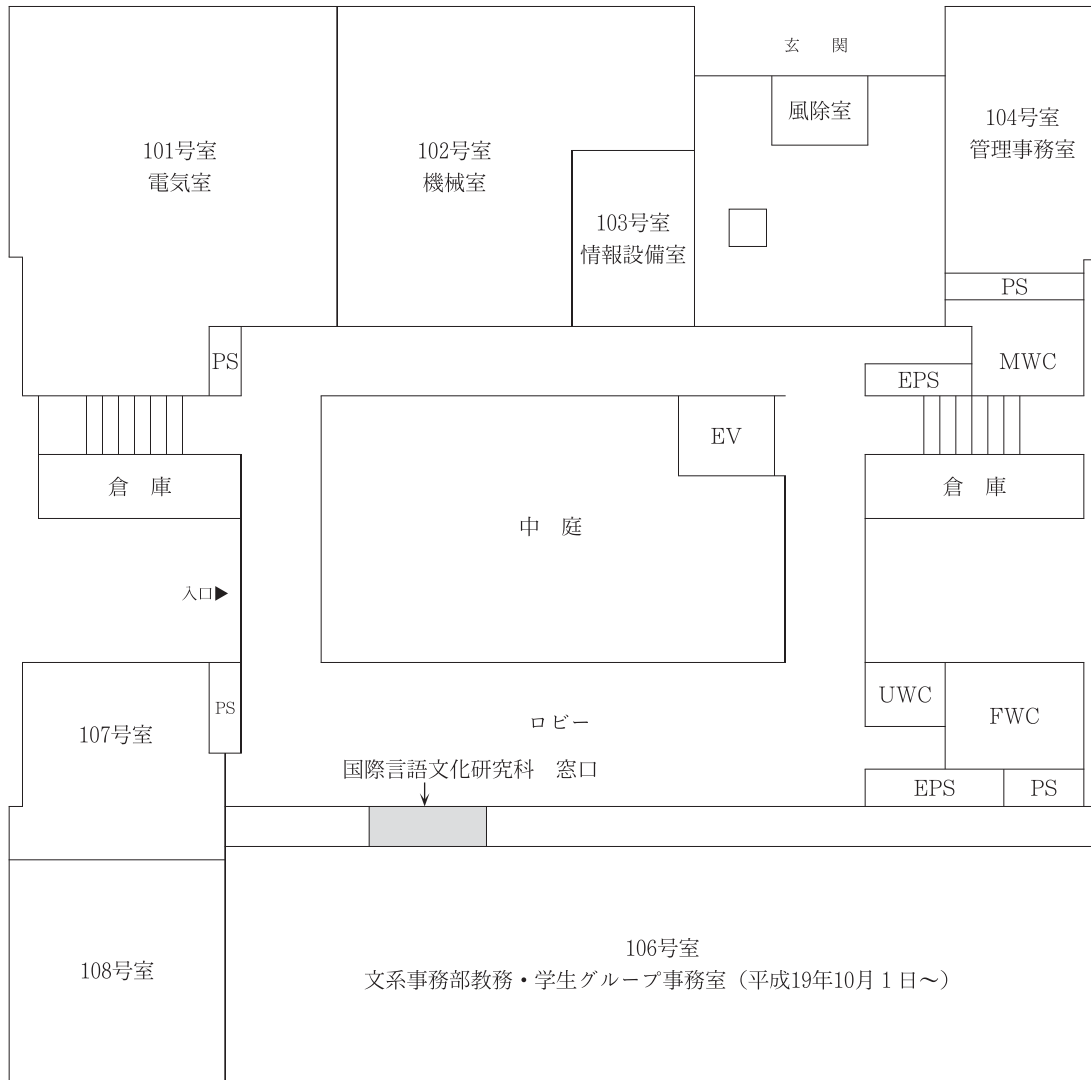 玄　関
風除室
104号室
管理事務室
101号室
電気室
102号室
機械室
103号室
情報設備室
PS
PS
MWC
EPS
EV
倉　庫
倉　庫
中　庭
入口▶
UWC
FWC
PS
107号室
ロビー
国際言語文化研究科　窓口
EPS
PS
106号室
文系事務部教務・学生グループ事務室（平成19年10月１日～）
108号室